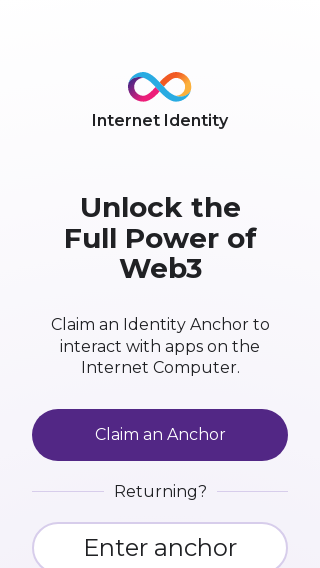 Internet Identity
Unlock the
Full Power of
Web3
Claim an Identity Anchor to
interact with apps on the
Internet Computer.
Claim an Anchor
Returning?
Enter anchor